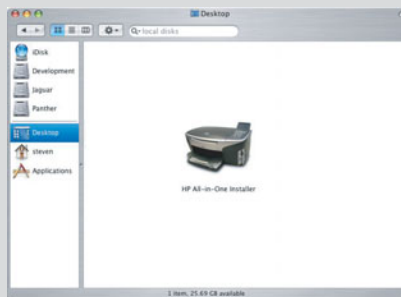 Desktop
local disks
iDisk
Development
Jaguar
Panther
Desktop
steven
Applications
HP All-in-One Installer
1 item, 25.69 GB available